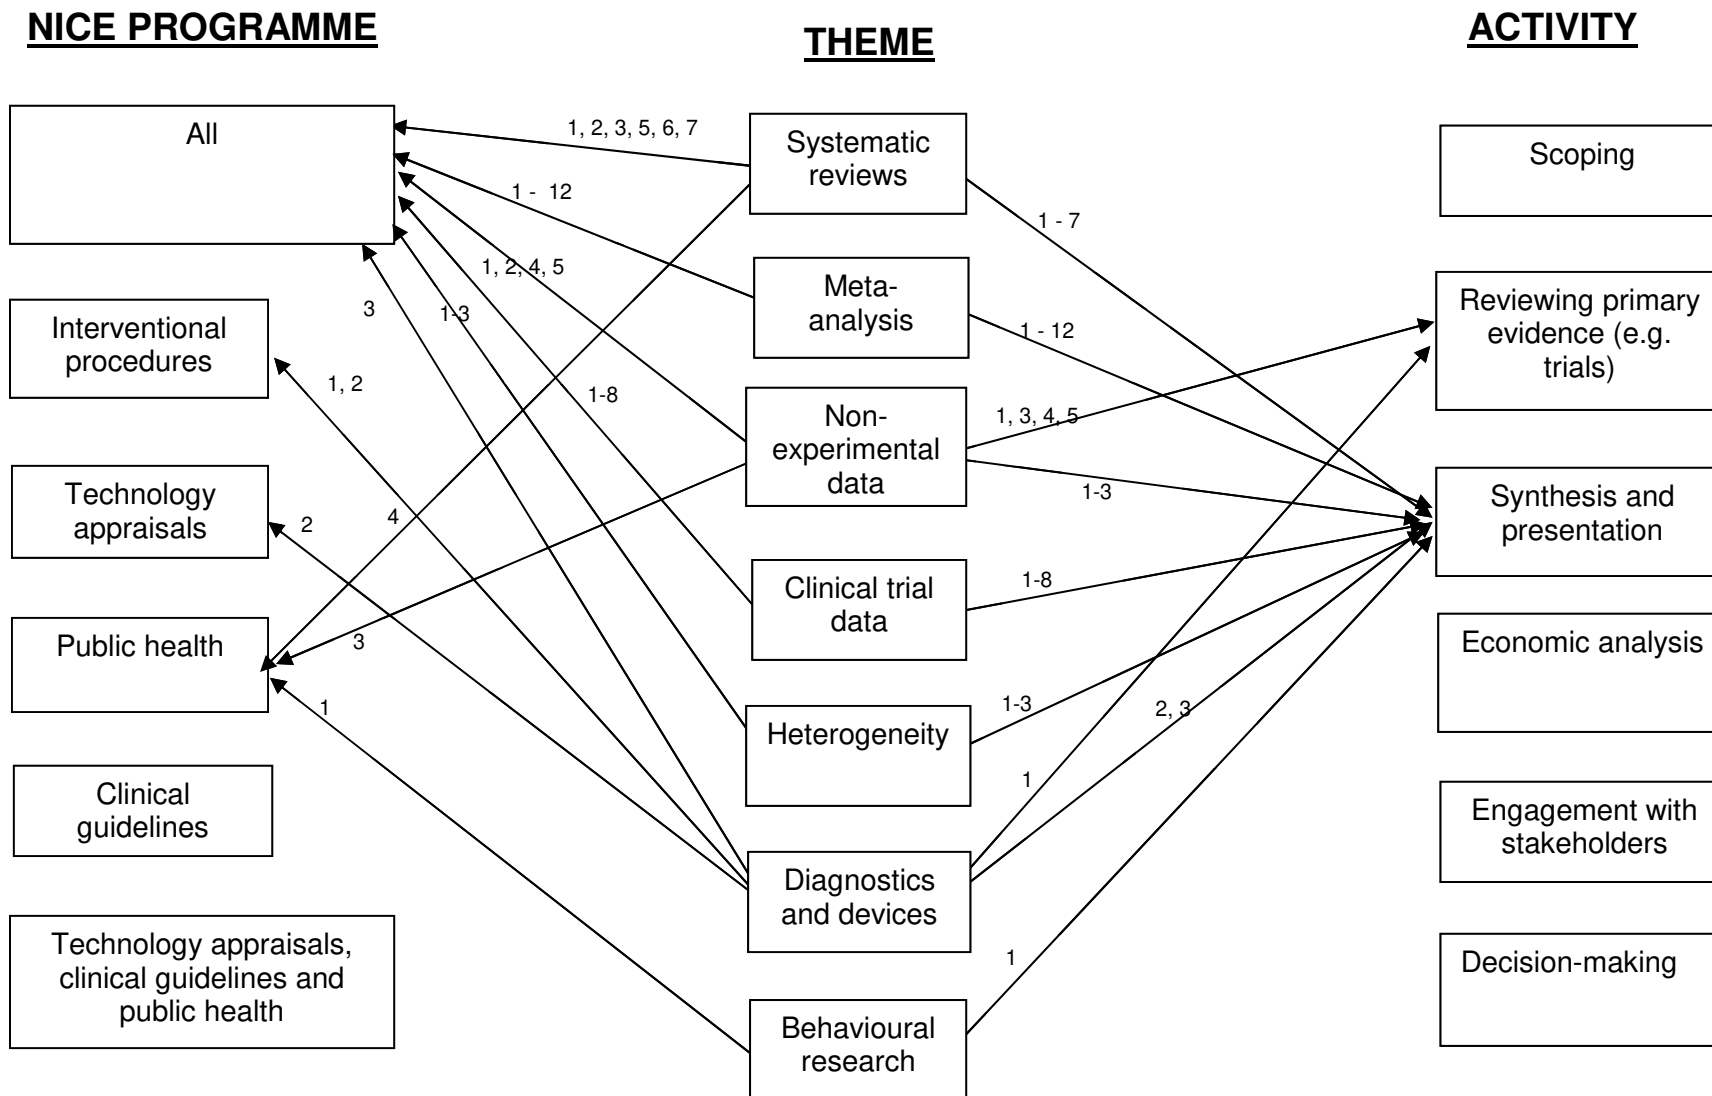 NICE PROGRAMME
THEME
ACTIVITY
All
Interventional
procedures
Technology
appraisals
Public health
Clinical
guidelines
Technology appraisals,
clinical guidelines and
public health
1, 2, 3, 5, 6, 7
1 - 12
1, 2, 4, 5
3
1-3
1, 2
1-8
2
4
3
1
Systematic
reviews
Meta-
analysis
Non-
experimental
data
Clinical trial
data
Heterogeneity
Diagnostics
and devices
Behavioural
research
1 - 7
1 - 12
1, 3, 4, 5
1-3
1-8
1-3
2, 3
1
1
Scoping
Reviewing primary
evidence (e.g.
trials)
Synthesis and
presentation
Economic analysis
Engagement with
stakeholders
Decision-making